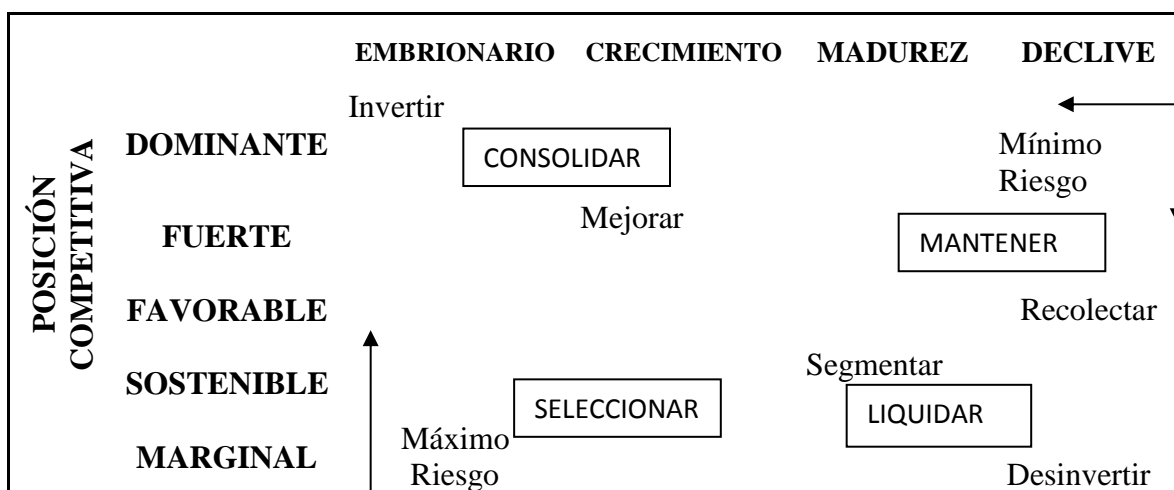 EMBRIONARIO CRECIMIENTO MADUREZ DECLIVE
Invertir
POSICIÓN
COMPETITIVA
DOMINANTE
CONSOLIDAR
Mínimo
Riesgo
Mejorar
FUERTE
MANTENER
FAVORABLE
Recolectar
Segmentar
SOSTENIBLE
SELECCIONAR
LIQUIDAR
Máximo
Riesgo
MARGINAL
Desinvertir